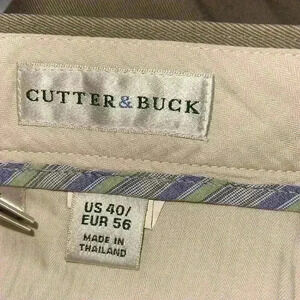 CUTTER&BUCK
US 40/
EUR 56
MADE IN
THAILAND